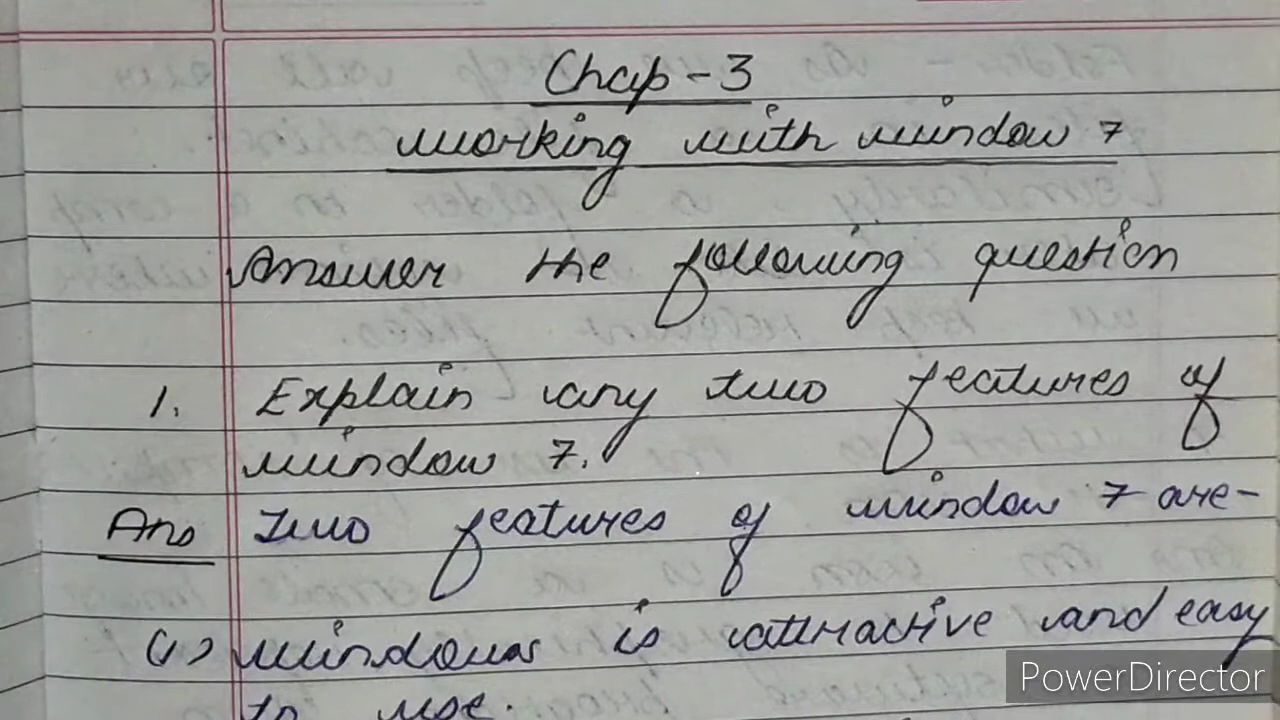 Chap-3
working with window 7
Answer the following question
1. Explain any two features of
window 7.
Ans Two features of window 7 are-
(1) windows is attractive and easy
to use.
PowerDirector